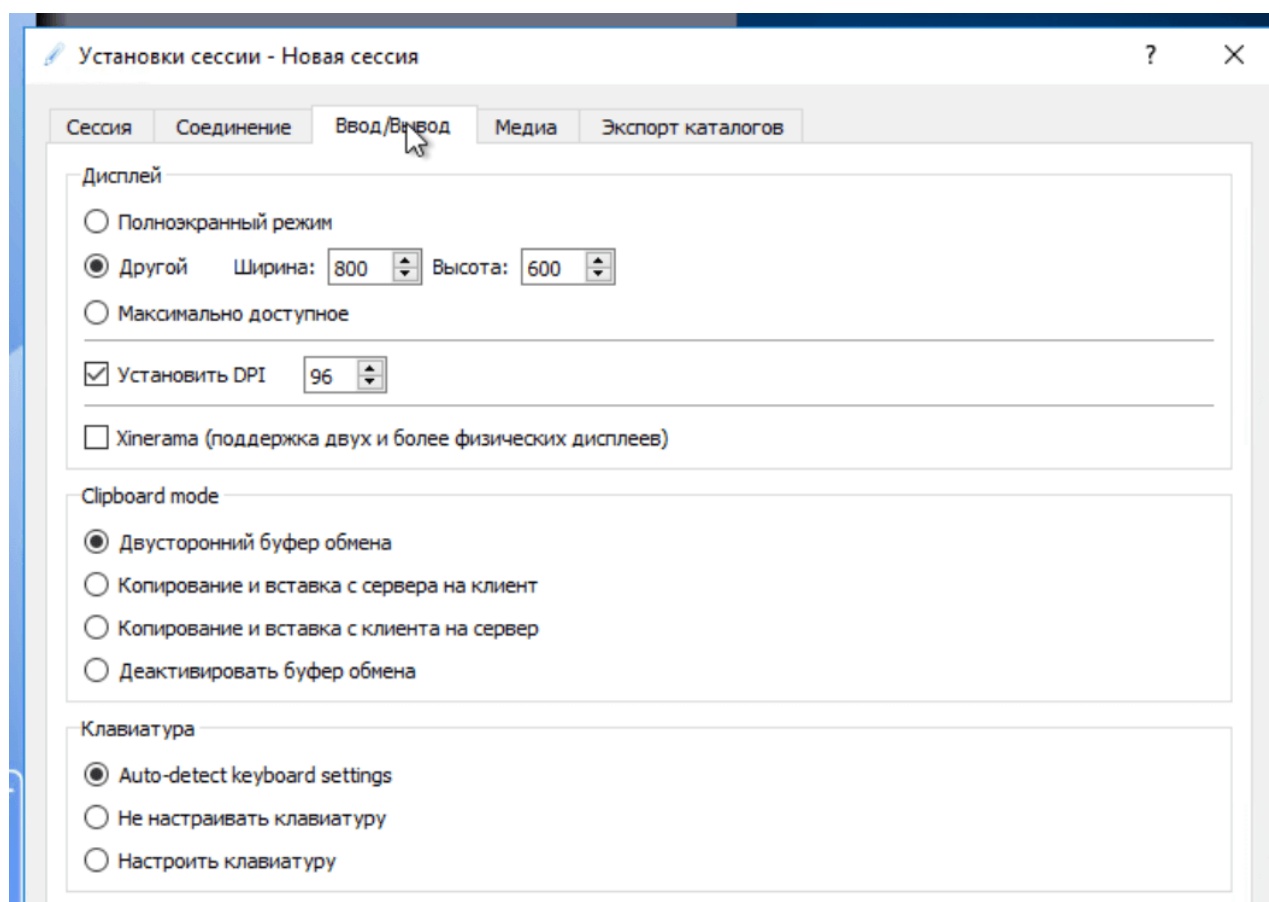 Установки сессии - Новая сессия ?
Сессия Соединение Ввод/Вывод Медиа Экспорт каталогов
Дисплей
Полноэкранный режим
Другой Ширина: 800 Высота: 600
Максимально доступное
Установить DPI 96
Xinerama (поддержка двух и более физических дисплеев)
Clipboard mode
Двусторонний буфер обмена
Копирование и вставка с сервера на клиент
Копирование и вставка с клиента на сервер
Деактивировать буфер обмена
Клавиатура
Auto-detect keyboard settings
Не настраивать клавиатуру
Настроить клавиатуру